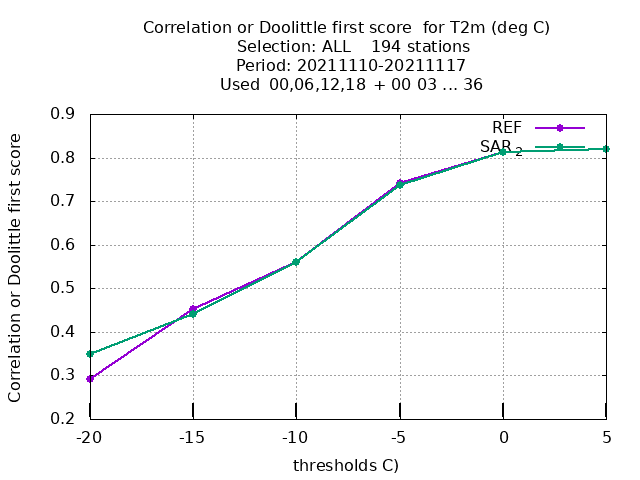 Correlation or Doolittle first score  for T2m (deg C)
Selection: ALL    194 stations
Period: 20211110-20211117
Used  00,06,12,18  + 00 03 ... 36
Correlation or Doolittle first score
0.9
0.8
0.7
0.6
0.5
0.4
0.3
0.2
REF
SAR_2
-20
-15
-10
-5
0
5
thresholds C)